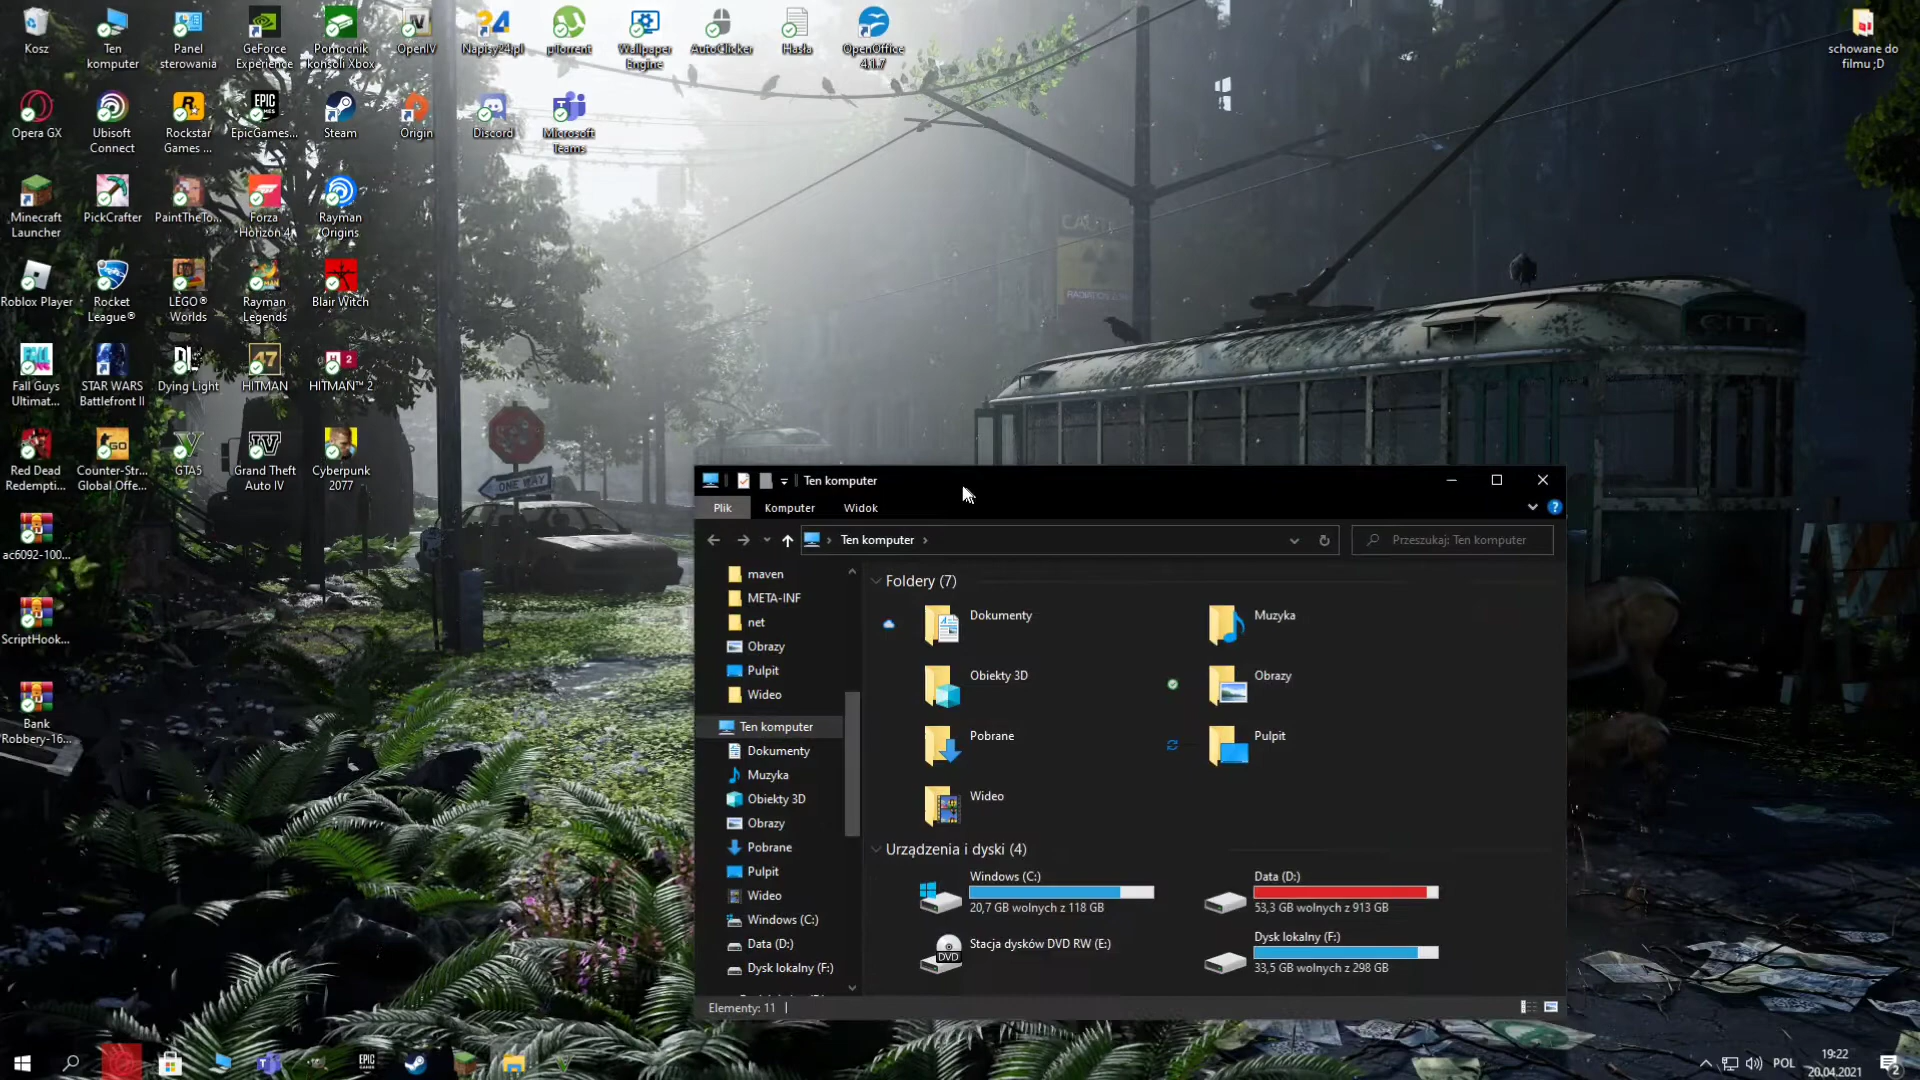 Kosz
Ten
komputer
Panel
sterowania
GeForce
Experience
Pomocnik
konsoli Xbox
OpenIV
Napisy24.pl
µTorrent
Wallpaper
Engine
AutoClicker
Hasła
OpenOffice
4.1.7
schowane do
filmu ;D
Opera GX
Ubisoft
Connect
Rockstar
Games ...
EpicGames...
Steam
Origin
Discord
Microsoft
Teams
Minecraft
Launcher
PickCrafter
PaintTheTo...
Forza
Horizon 4
Rayman
Origins
Roblox Player
Rocket
League®
LEGO®
Worlds
Rayman
Legends
Blair Witch
Fall Guys
Ultimat...
STAR WARS
Battlefront II
Dying Light
HITMAN
HITMAN™ 2
Red Dead
Redempti...
Counter-Str...
Global Offe...
GTA5
Grand Theft
Auto IV
Cyberpunk
2077
ac6092-100...
ScriptHook...
Bank
Robbery-16...
CAUTION
RADIATION
CITY
ONE WAY
Ten komputer
Plik
Komputer
Widok
Ten komputer
Przeszukaj: Ten komputer
maven
META-INF
net
Obrazy
Pulpit
Wideo
Ten komputer
Dokumenty
Muzyka
Obiekty 3D
Obrazy
Pobrane
Pulpit
Wideo
Windows (C:)
Data (D:)
Dysk lokalny (F:)
Foldery (7)
Dokumenty
Muzyka
Obiekty 3D
Obrazy
Pobrane
Pulpit
Wideo
Urządzenia i dyski (4)
Windows (C:)
20,7 GB wolnych z 118 GB
Data (D:)
53,3 GB wolnych z 913 GB
Stacja dysków DVD RW (E:)
Dysk lokalny (F:)
33,5 GB wolnych z 298 GB
Elementy: 11
POL
19:22
20.04.2021
2